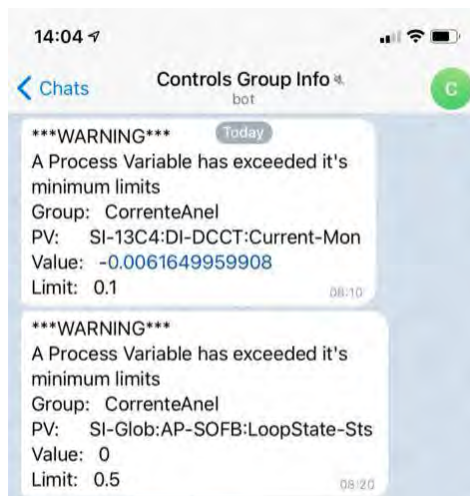 14:04
Chats
Controls Group Info
bot
C
Today
***WARNING***
A Process Variable has exceeded it's
minimum limits
Group: CorrenteAnel
PV: SI-13C4:DI-DCCT:Current-Mon
Value: -0.0061649959908
Limit: 0.1
08:10
***WARNING***
A Process Variable has exceeded it's
minimum limits
Group: CorrenteAnel
PV: SI-Glob:AP-SOFB:LoopState-Sts
Value: 0
Limit: 0.5
08:20